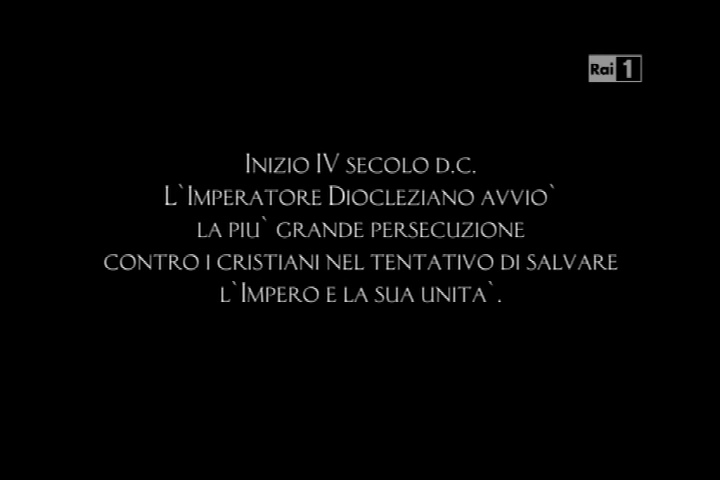 Rai 1
INIZIO IV SECOLO D.C.
L`IMPERATORE DIOCLEZIANO AVVIO`
LA PIU` GRANDE PERSECUZIONE
CONTRO I CRISTIANI NEL TENTATIVO DI SALVARE
L`IMPERO E LA SUA UNITA`.